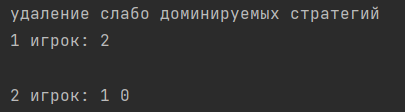 удаление слабо доминируемых стратегий
1 игрок: 2
2 игрок: 1 0